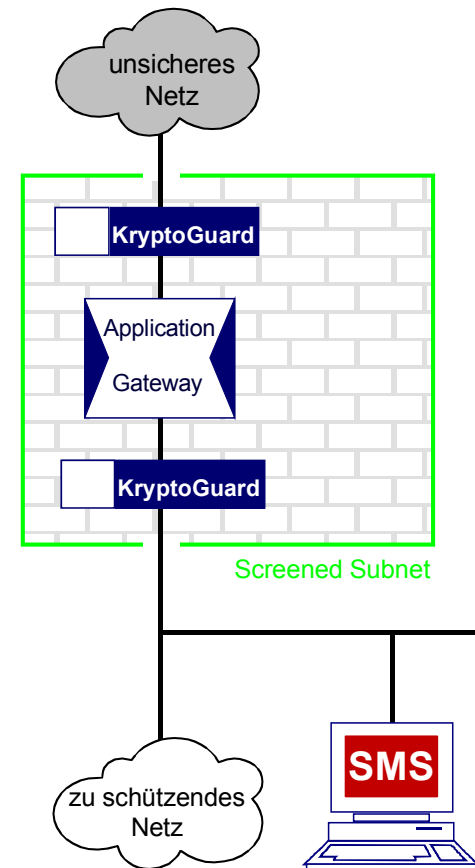 unsicheres
Netz
KryptoGuard
Application
Gateway
KryptoGuard
Screened Subnet
SMS
zu schützendes
Netz